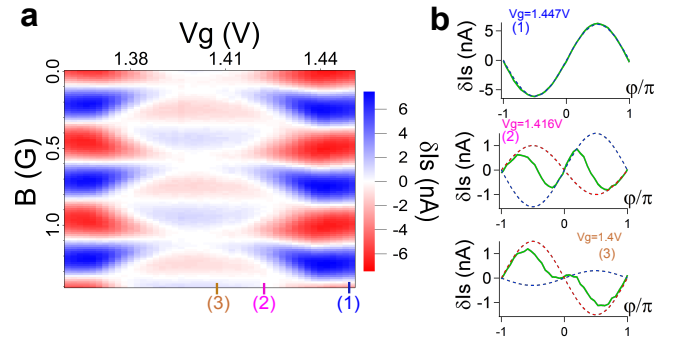 a
Vg (V)
1.38 1.41 1.44
0.0
0.5
1.0
B (G)
(3) (2) (1)
6
4
2
0
-2
-4
-6
δIs (nA)
b
Vg=1.447V
(1)
5
0
-5
δIs (nA)
-1 0 1
φ/π
Vg=1.416V
(2)
1
0
-1
δIs (nA)
-1 0 1
φ/π
Vg=1.4V
(3)
1
0
-1
δIs (nA)
-1 0 1
φ/π